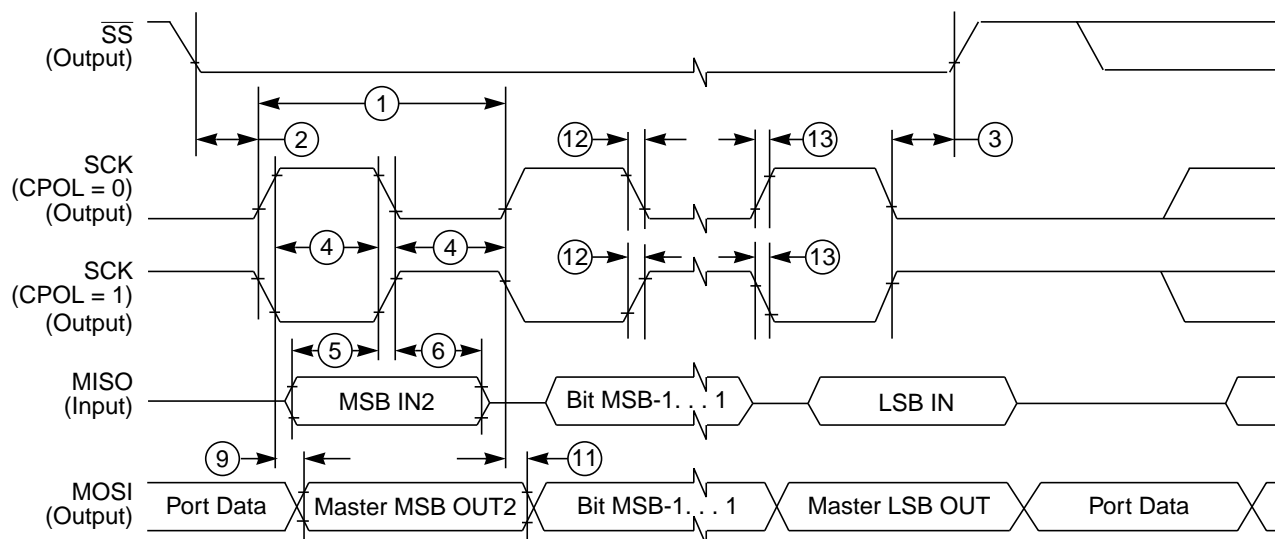 SS
(Output)
1
2
12
13
3
SCK
(CPOL = 0)
(Output)
4
4
12
13
SCK
(CPOL = 1)
(Output)
5
6
MISO
(Input)
MSB IN2
Bit MSB-1. . . 1
LSB IN
9
11
MOSI
(Output)
Port Data
Master MSB OUT2
Bit MSB-1. . . 1
Master LSB OUT
Port Data